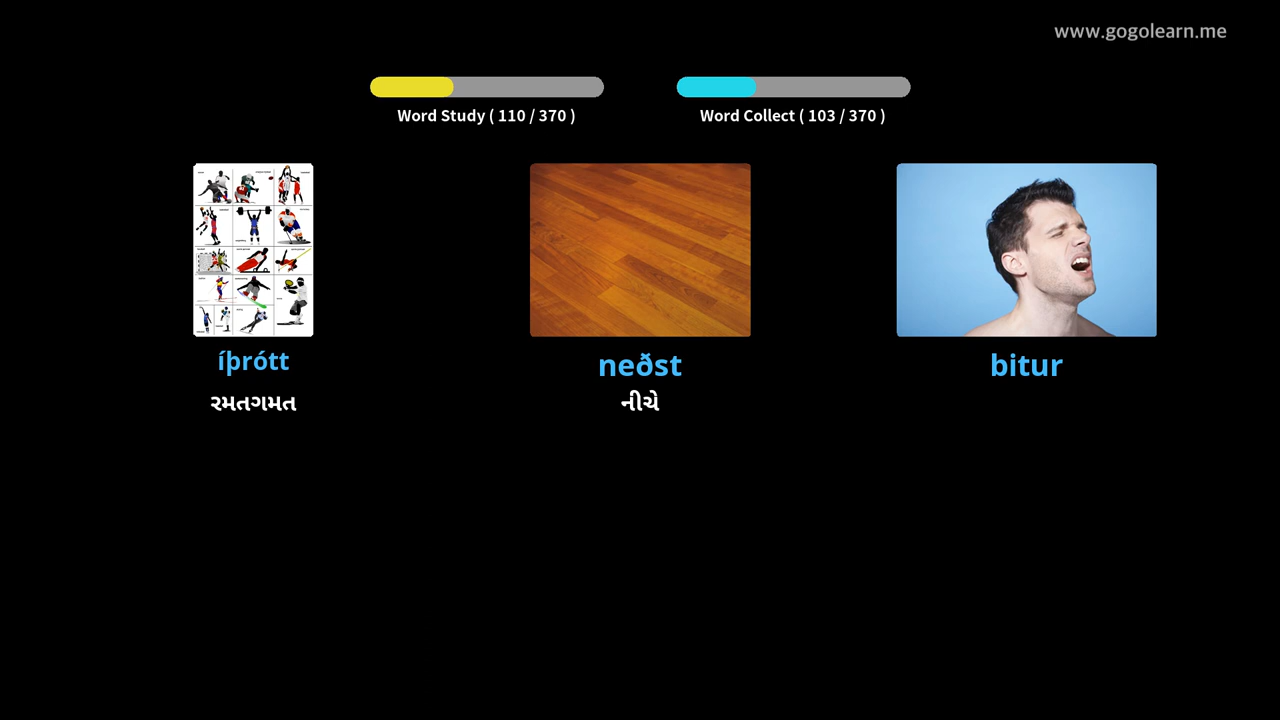 www.gogolearn.me
Word Study ( 110 / 370 )
Word Collect ( 103 / 370 )
íþrótt
neðst
bitur
રમતગમત
નીચે